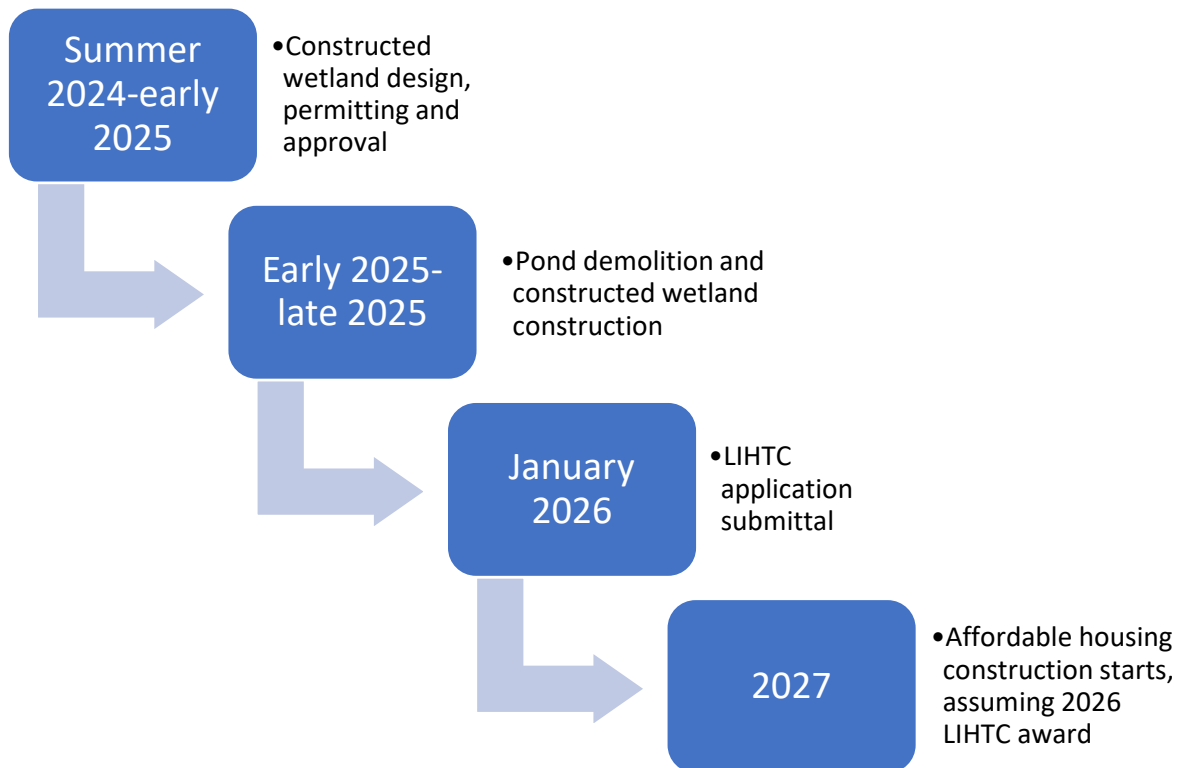 Summer
2024-early
2025
•Constructed
wetland design,
permitting and
approval
Early 2025-
late 2025
•Pond demolition and
constructed wetland
construction
January
2026
•LIHTC
application
submittal
2027
•Affordable housing
construction starts,
assuming 2026
LIHTC award